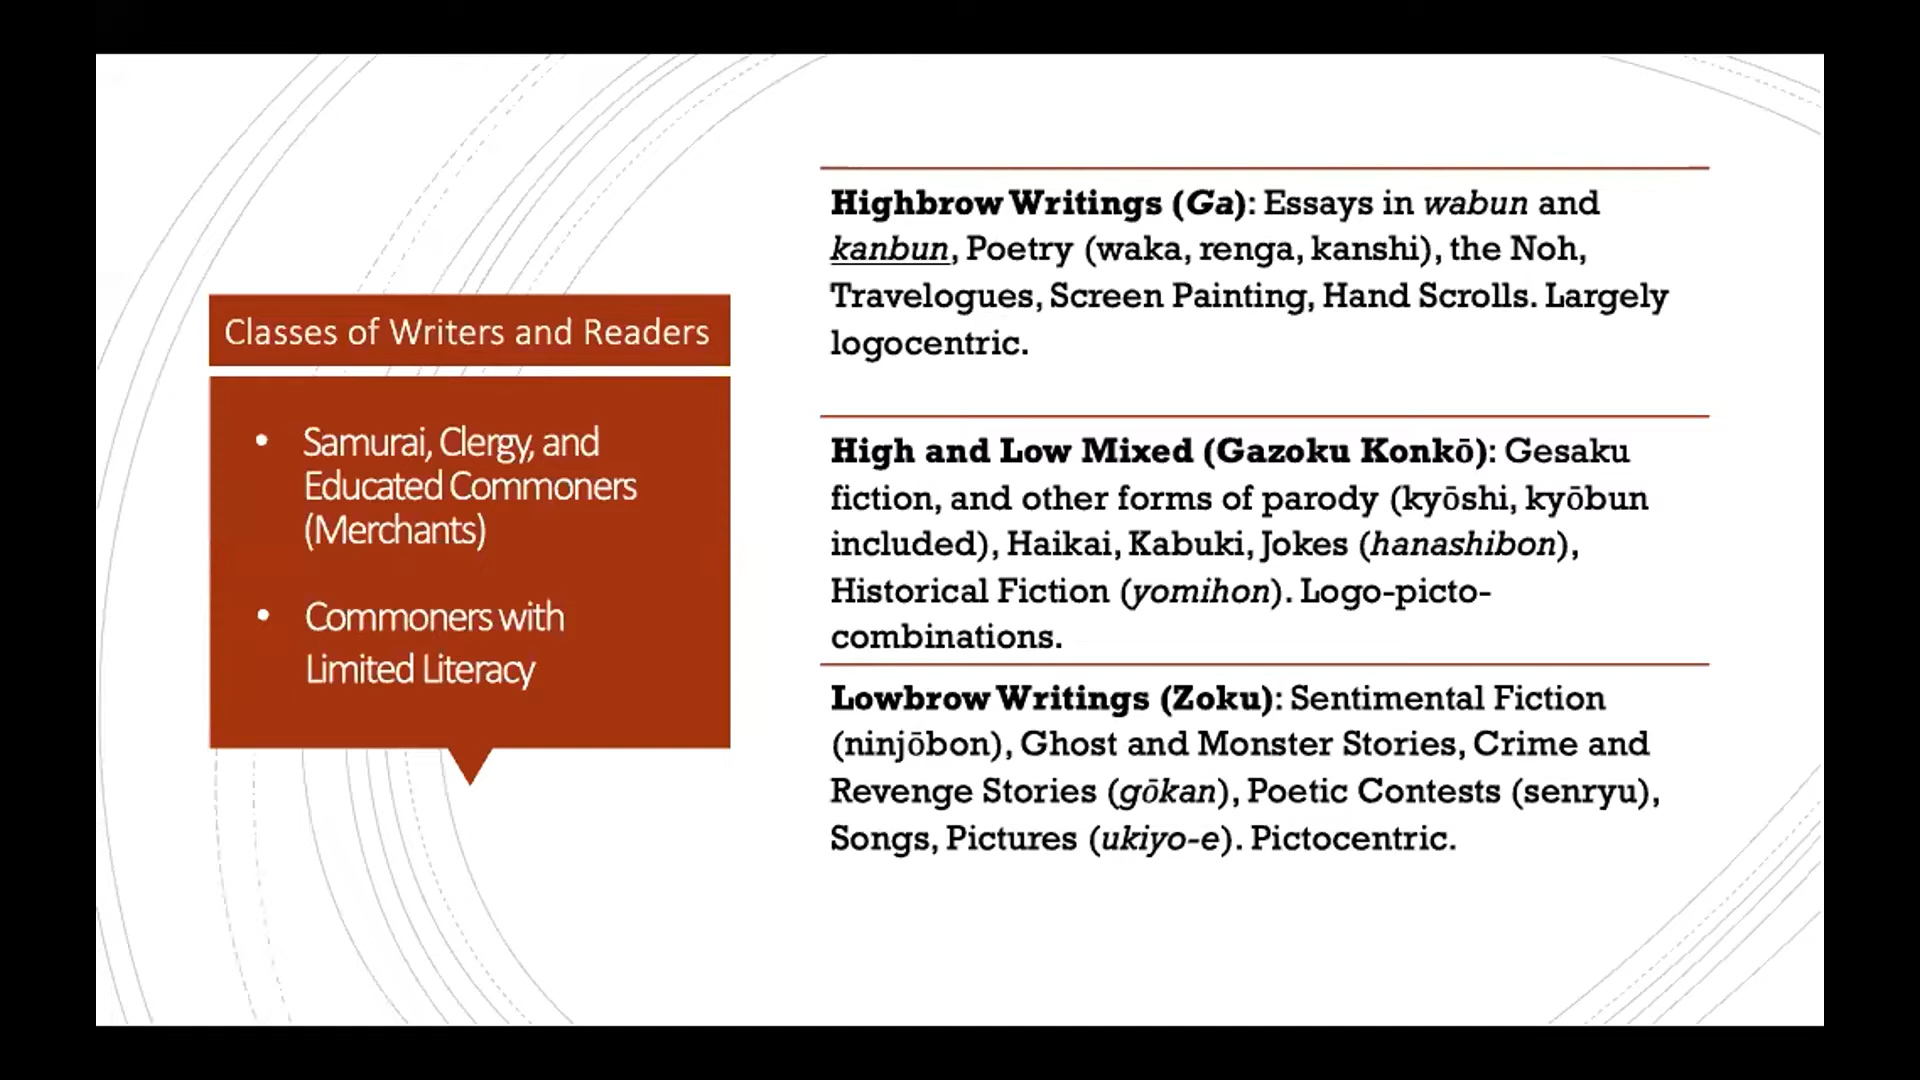 Classes of Writers and Readers
• Samurai, Clergy, and
Educated Commoners
(Merchants)
• Commoners with
Limited Literacy
Highbrow Writings (Ga): Essays in wabun and
kanbun, Poetry (waka, renga, kanshi), the Noh,
Travelogues, Screen Painting, Hand Scrolls. Largely
logocentric.
High and Low Mixed (Gazoku Konkō): Gesaku
fiction, and other forms of parody (kyōshi, kyōbun
included), Haikai, Kabuki, Jokes (hanashibon),
Historical Fiction (yomihon). Logo-picto-
combinations.
Lowbrow Writings (Zoku): Sentimental Fiction
(ninjōbon), Ghost and Monster Stories, Crime and
Revenge Stories (gōkan), Poetic Contests (senryu),
Songs, Pictures (ukiyo-e). Pictocentric.